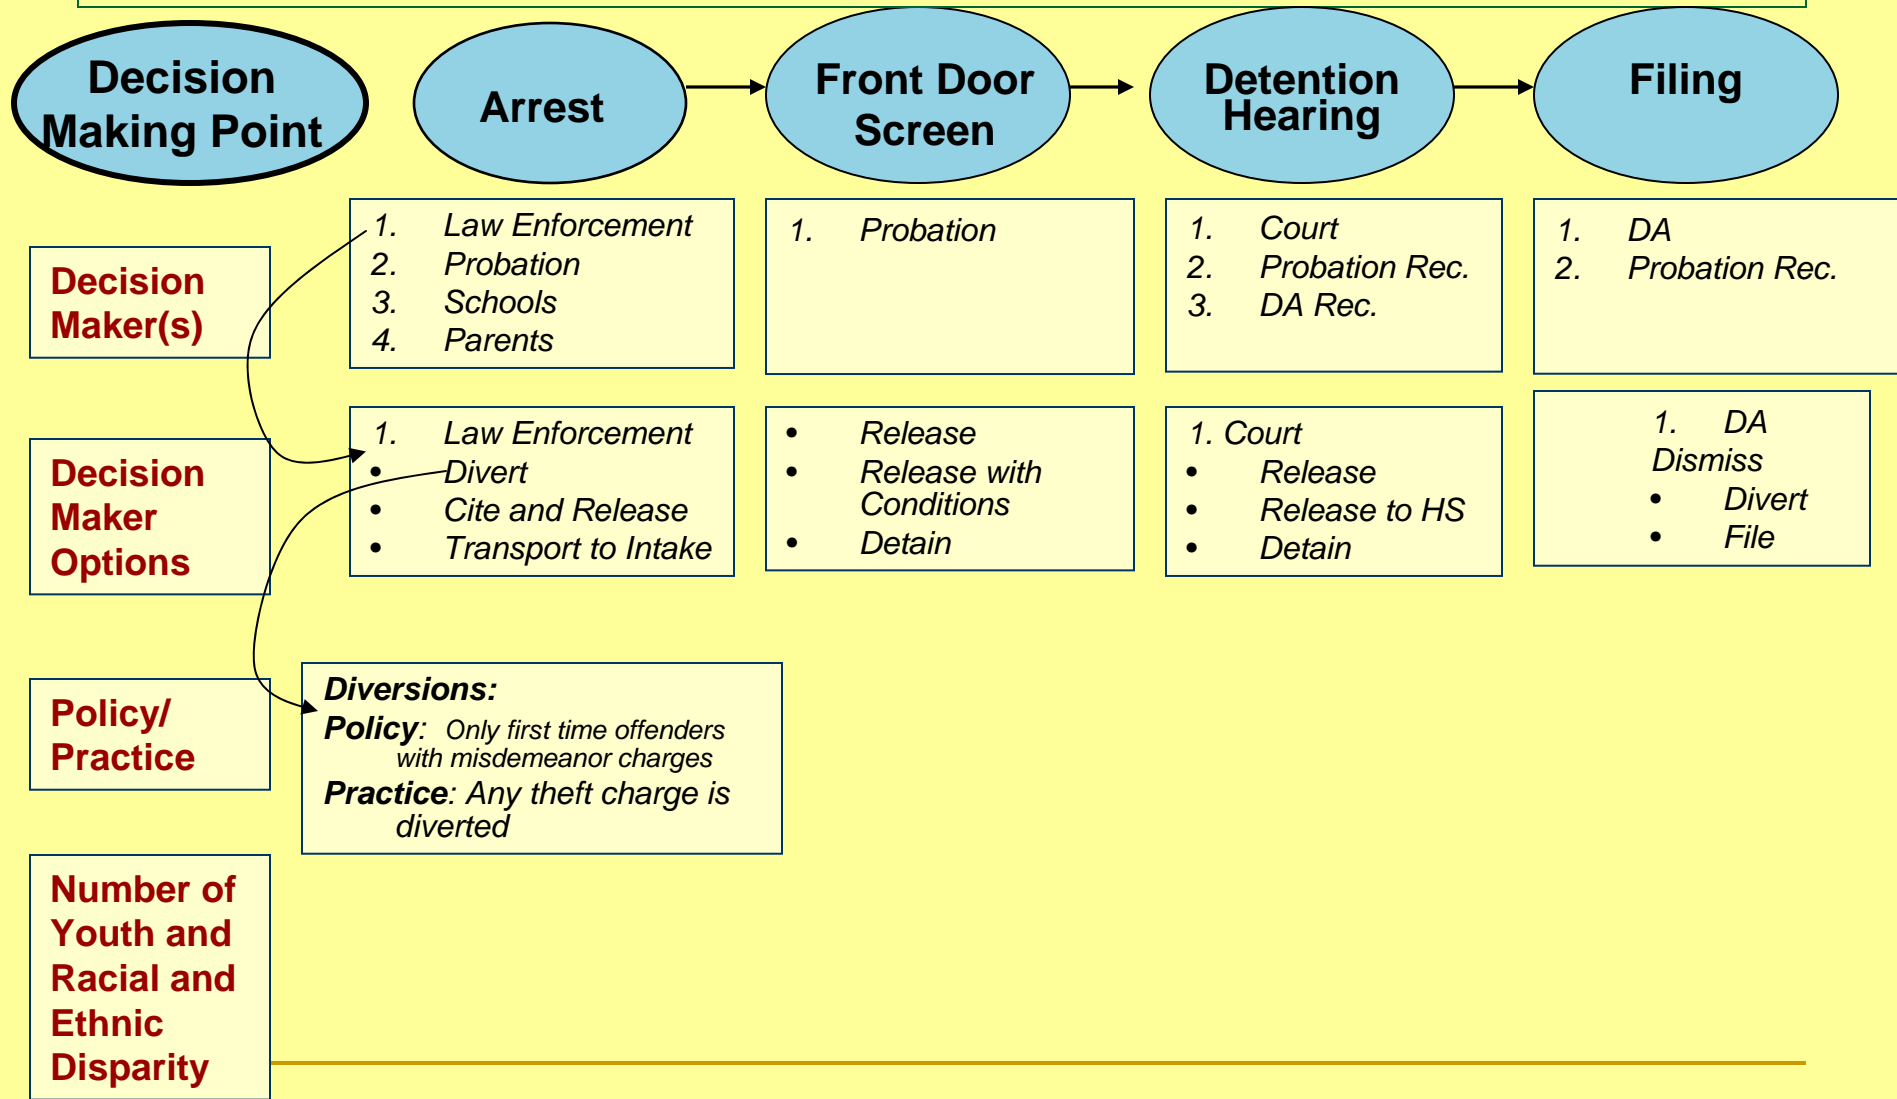 Decision
Making Point
Arrest
Front Door
Screen
Detention
Hearing
Filing
Decision
Maker(s)
1. Law Enforcement
2. Probation
3. Schools
4. Parents
1. Probation
1. Court
2. Probation Rec.
3. DA Rec.
1. DA
2. Probation Rec.
Decision
Maker
Options
1. Law Enforcement
• Divert
• Cite and Release
• Transport to Intake
• Release
• Release with
Conditions
• Detain
1. Court
• Release
• Release to HS
• Detain
1. DA
Dismiss
• Divert
• File
Policy/
Practice
Diversions:
Policy: Only first time offenders
with misdemeanor charges
Practice: Any theft charge is
diverted
Number of
Youth and
Racial and
Ethnic
Disparity